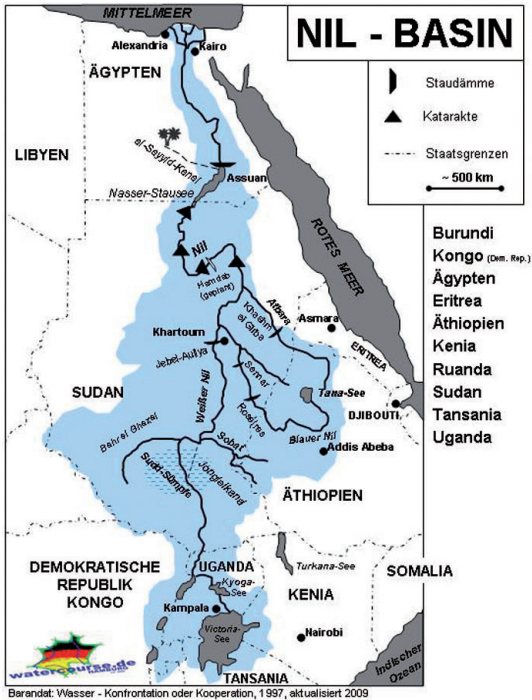 MITTELMEER
NIL - BASIN
Alexandria
Kairo
ÄGYPTEN
Staudämme
Katarakte
Staatsgrenzen
~ 500 km
LIBYEN
el-Sayyid-Kanal
Assuan
Nasser-Stausee
ROTES MEER
Nil
Hamdab
(geplant)
Burundi
Kongo (Dem. Rep.)
Ägypten
Eritrea
Äthiopien
Kenia
Ruanda
Sudan
Tansania
Uganda
Atbara
Khashm
el Girba
Asmara
ERITREA
Khartoum
Jebel-Auliya
Sennar
SUDAN
Weißer Nil
Tana-See
Roseires
DJIBOUTI
Bahrel Ghazal
Sobat
Blauer Nil
Addis Abeba
Sudd-Sümpfe
Jongleikanal
ÄTHIOPIEN
DEMOKRATISCHE
REPUBLIK
KONGO
UGANDA
Kyoga-
See
Turkana-See
SOMALIA
KENIA
Kampala
Victoria-
See
Nairobi
Indischer
Ozean
watercourse.de
TANSANIA
Barandat: Wasser - Konfrontation oder Kooperation, 1997, aktualisiert 2009